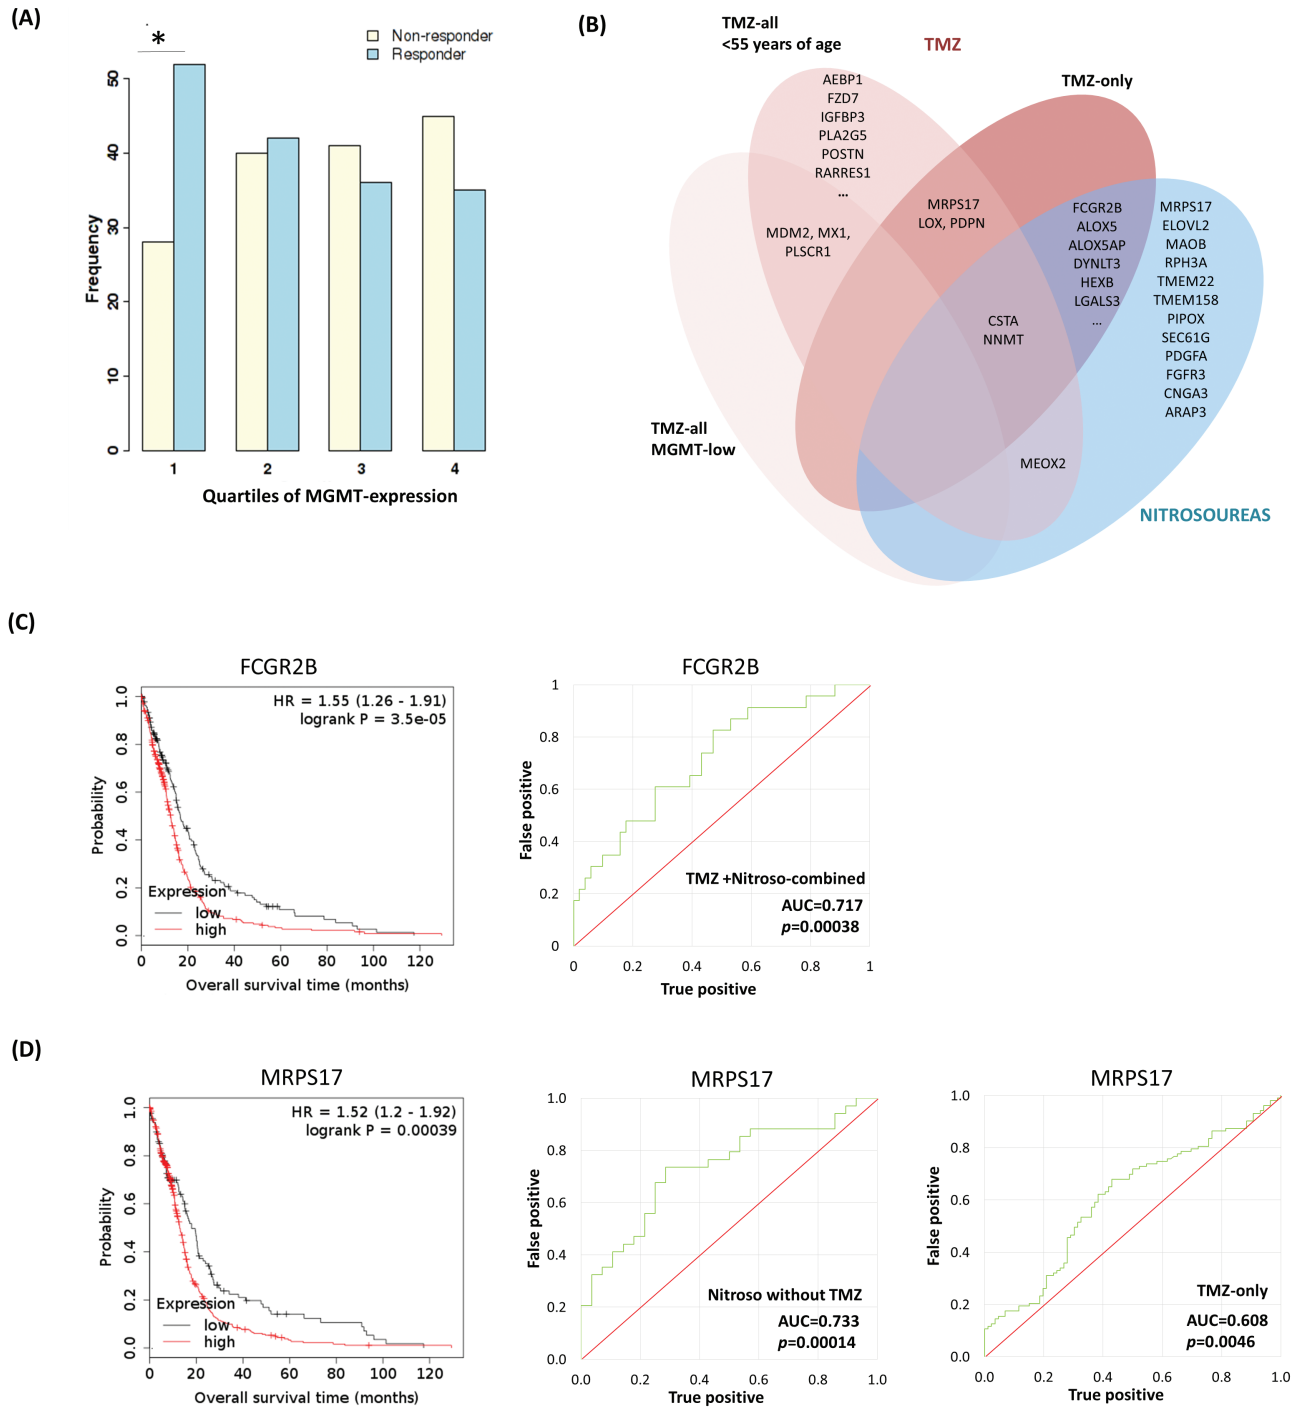 (A)
*
Non-responder
Responder
50
40
30
20
10
0
Frequency
1 2 3 4
Quartiles of MGMT-expression
(B)
TMZ-all
<55 years of age
TMZ
TMZ-only
AEBP1
FZD7
IGFBP3
PLA2G5
POSTN
RARRES1
...
MDM2, MX1,
PLSCR1
MRPS17
LOX, PDPN
FCGR2B
ALOX5
ALOX5AP
DYNLT3
HEXB
LGALS3
...
MRPS17
ELOVL2
MAOB
RPH3A
TMEM22
TMEM158
PIPOX
SEC61G
PDGFA
FGFR3
CNGA3
ARAP3
CSTA
NNMT
TMZ-all
MGMT-low
MEOX2
NITROSOUREAS
(C)
FCGR2B
HR = 1.55 (1.26 - 1.91)
logrank P = 3.5e-05
1.0
0.8
0.6
0.4
0.2
0.0
Probability
Expression
low
high
0 20 40 60 80 100 120
Overall survival time (months)
FCGR2B
1
0.8
0.6
0.4
0.2
0
False positive
TMZ +Nitroso-combined
AUC=0.717
p=0.00038
0 0.2 0.4 0.6 0.8 1
True positive
(D)
MRPS17
HR = 1.52 (1.2 - 1.92)
logrank P = 0.00039
1.0
0.8
0.6
0.4
0.2
0.0
Probability
Expression
low
high
0 20 40 60 80 100 120
Overall survival time (months)
MRPS17
1.0
0.8
0.6
0.4
0.2
0.0
False positive
Nitroso without TMZ
AUC=0.733
p=0.00014
0.0 0.2 0.4 0.6 0.8 1.0
True positive
MRPS17
1.0
0.8
0.6
0.4
0.2
0.0
False positive
TMZ-only
AUC=0.608
p=0.0046
0.0 0.2 0.4 0.6 0.8 1.0
True positive